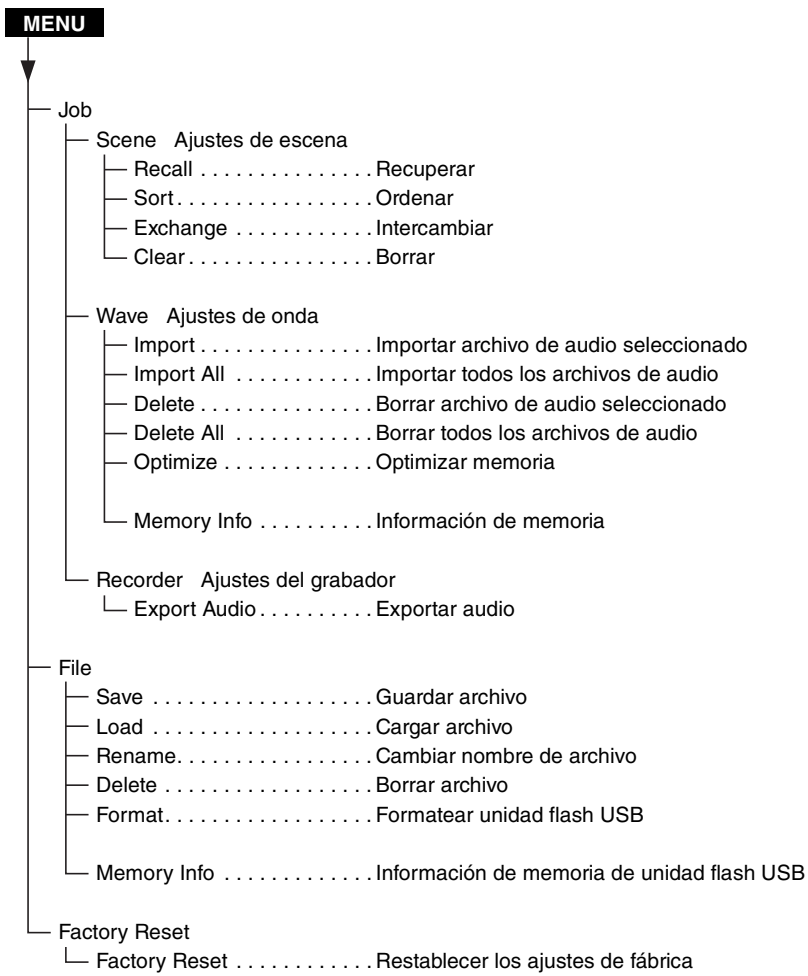 MENU
Job
Scene Ajustes de escena
Recall . . . . . . . . . . . . . . . Recuperar
Sort . . . . . . . . . . . . . . . . . Ordenar
Exchange . . . . . . . . . . . . Intercambiar
Clear . . . . . . . . . . . . . . . . Borrar
Wave Ajustes de onda
Import . . . . . . . . . . . . . . . Importar archivo de audio seleccionado
Import All . . . . . . . . . . . . Importar todos los archivos de audio
Delete . . . . . . . . . . . . . . . Borrar archivo de audio seleccionado
Delete All . . . . . . . . . . . . Borrar todos los archivos de audio
Optimize . . . . . . . . . . . . . Optimizar memoria
Memory Info . . . . . . . . . . Información de memoria
Recorder Ajustes del grabador
Export Audio . . . . . . . . . . Exportar audio
File
Save . . . . . . . . . . . . . . . . . . . Guardar archivo
Load . . . . . . . . . . . . . . . . . . . Cargar archivo
Rename. . . . . . . . . . . . . . . . . Cambiar nombre de archivo
Delete . . . . . . . . . . . . . . . . . . Borrar archivo
Format. . . . . . . . . . . . . . . . . . Formatear unidad flash USB
Memory Info . . . . . . . . . . . . . Información de memoria de unidad flash USB
Factory Reset
Factory Reset . . . . . . . . . . . . Restablecer los ajustes de fábrica